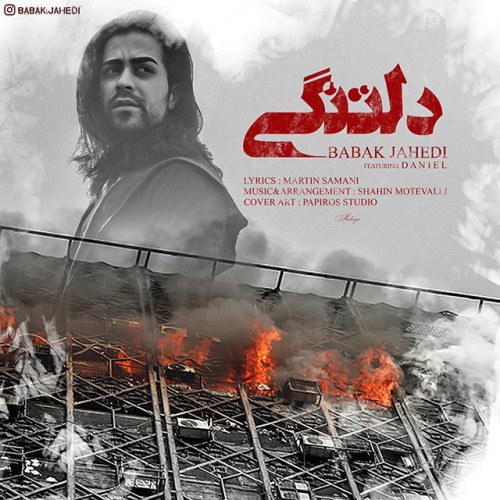 BABAK.JAHEDI
دلتنگی
BABAK JAHEDI
FEATURING DANiEL
LYRICS : MARTIN SAMANI
MUSIC&ARRANGEMENT : SHAHIN MOTEVALLI
COVER ART : PAPIROS STUDIO